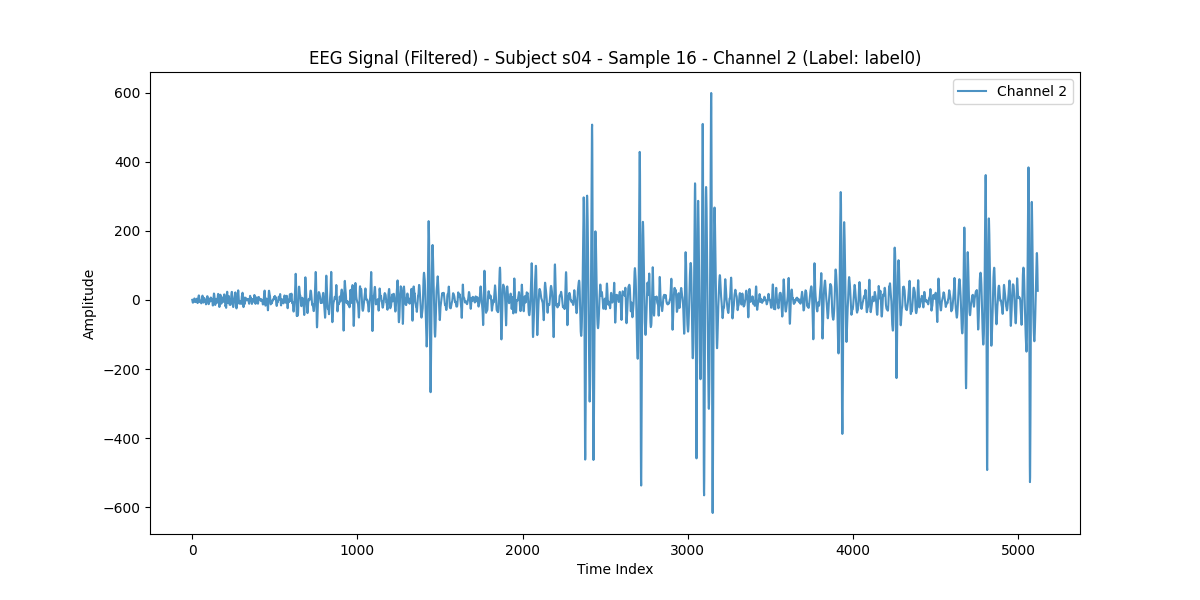 EEG Signal (Filtered) - Subject s04 - Sample 16 - Channel 2 (Label: label0)
Channel 2
600
400
200
0
−200
−400
−600
Amplitude
0 1000 2000 3000 4000 5000
Time Index